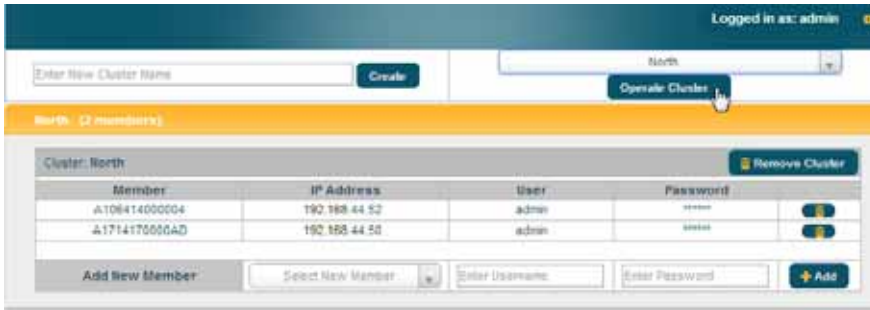 Logged in as: admin
Enter New Cluster Name
Create
North
Operate Cluster
North (2 members)
Cluster: North
Remove Cluster
Member IP Address User Password
A106414000004 192.168.44.52 admin ******
A1714170000AD 192.168.44.50 admin ******
Add New Member Select New Member Enter Username Enter Password Add